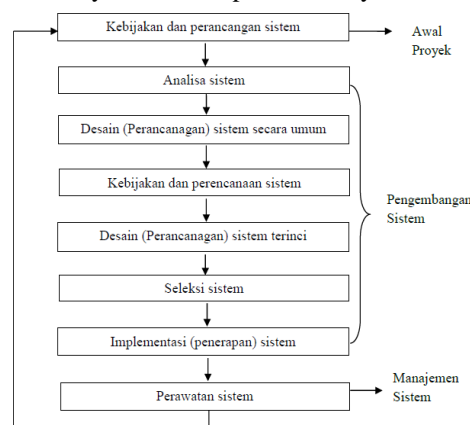 Kebijakan dan perancangan sistem
Awal
Proyek
Analisa sistem
Desain (Perancanagan) sistem secara umum
Kebijakan dan perencanaan sistem
Pengembangan
Sistem
Desain (Perancanagan) sistem terinci
Seleksi sistem
Implementasi (penerapan) sistem
Perawatan sistem
Manajemen
Sistem